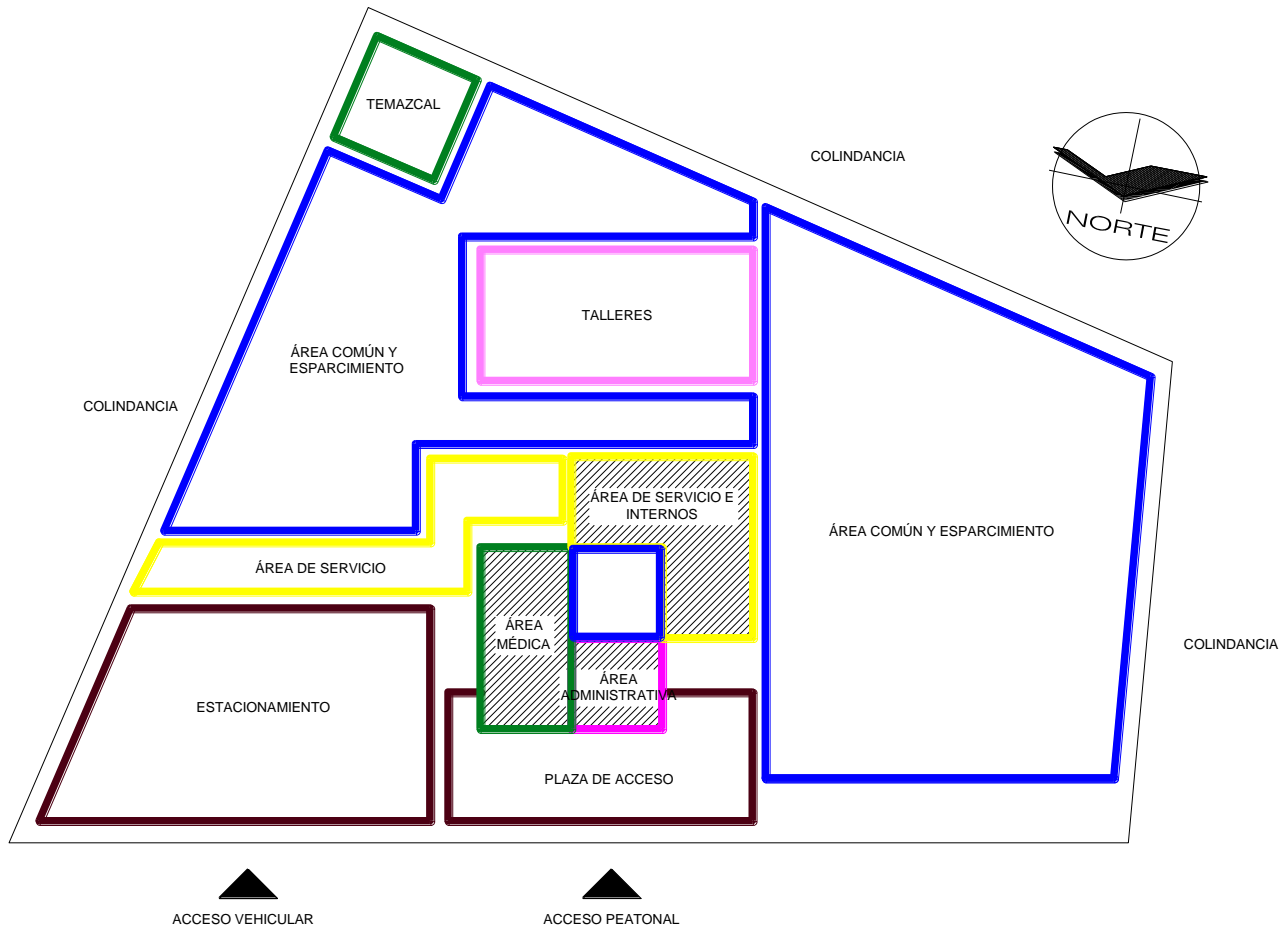 TEMAZCAL
COLINDANCIA
NORTE
TALLERES
ÁREA COMÚN Y
ESPARCIMIENTO
COLINDANCIA
ÁREA DE SERVICIO E
INTERNOS
ÁREA COMÚN Y ESPARCIMIENTO
ÁREA DE SERVICIO
ÁREA
MÉDICA
COLINDANCIA
ÁREA
ADMINISTRATIVA
ESTACIONAMIENTO
PLAZA DE ACCESO
ACCESO VEHICULAR
ACCESO PEATONAL